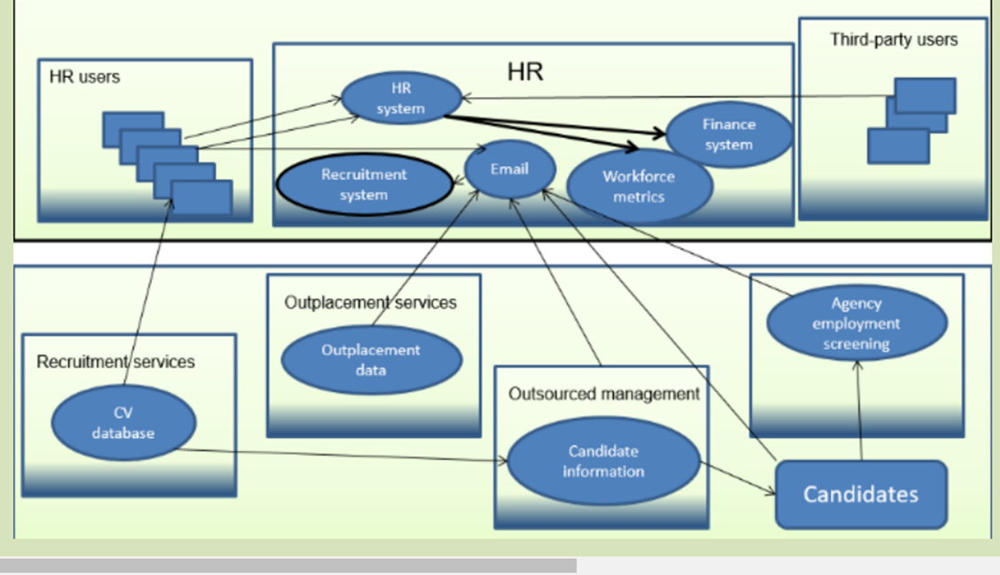 Third-party users
HR users
HR
HR
system
Finance
system
Recruitment
system
Email
Workforce
metrics
Outplacement services
Agency
employment
screening
Outplacement
data
Recruitment services
Outsourced management
CV
database
Candidate
information
Candidates